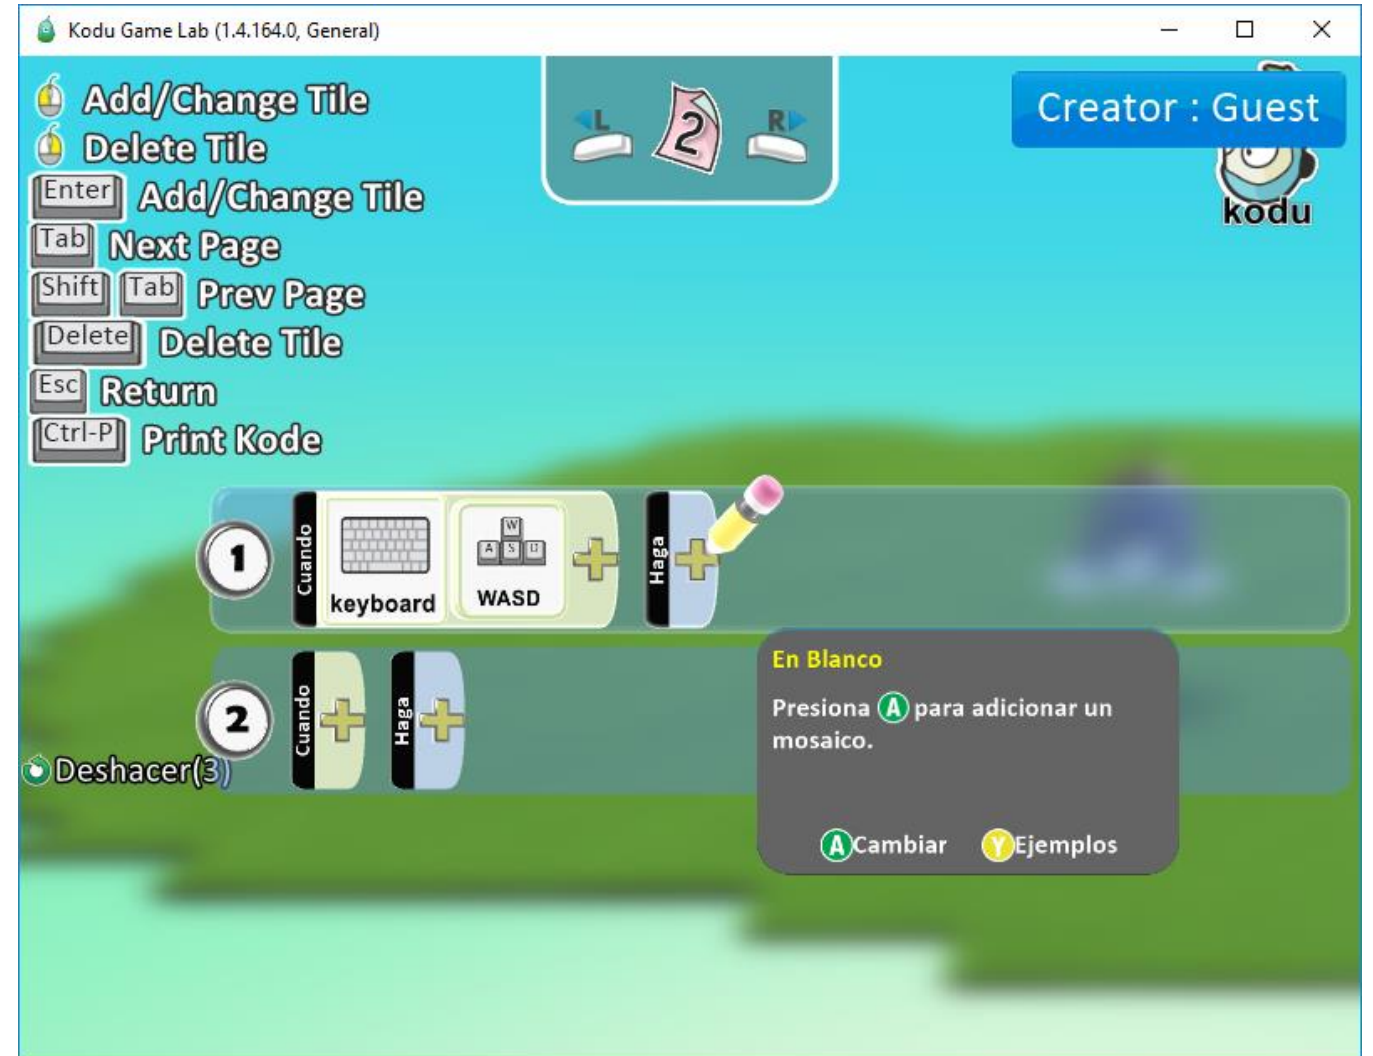 Kodu Game Lab (1.4.164.0, General)
Add/Change Tile
Delete Tile
Enter Add/Change Tile
Tab Next Page
Shift Tab Prev Page
Delete Delete Tile
Esc Return
Ctrl-P Print Kode
L 2 R
Creator : Guest
kodu
1 Cuando keyboard W A S D WASD Haga
2 Cuando Haga
Deshacer(3)
En Blanco
Presiona A para adicionar un
mosaico.
A Cambiar Y Ejemplos